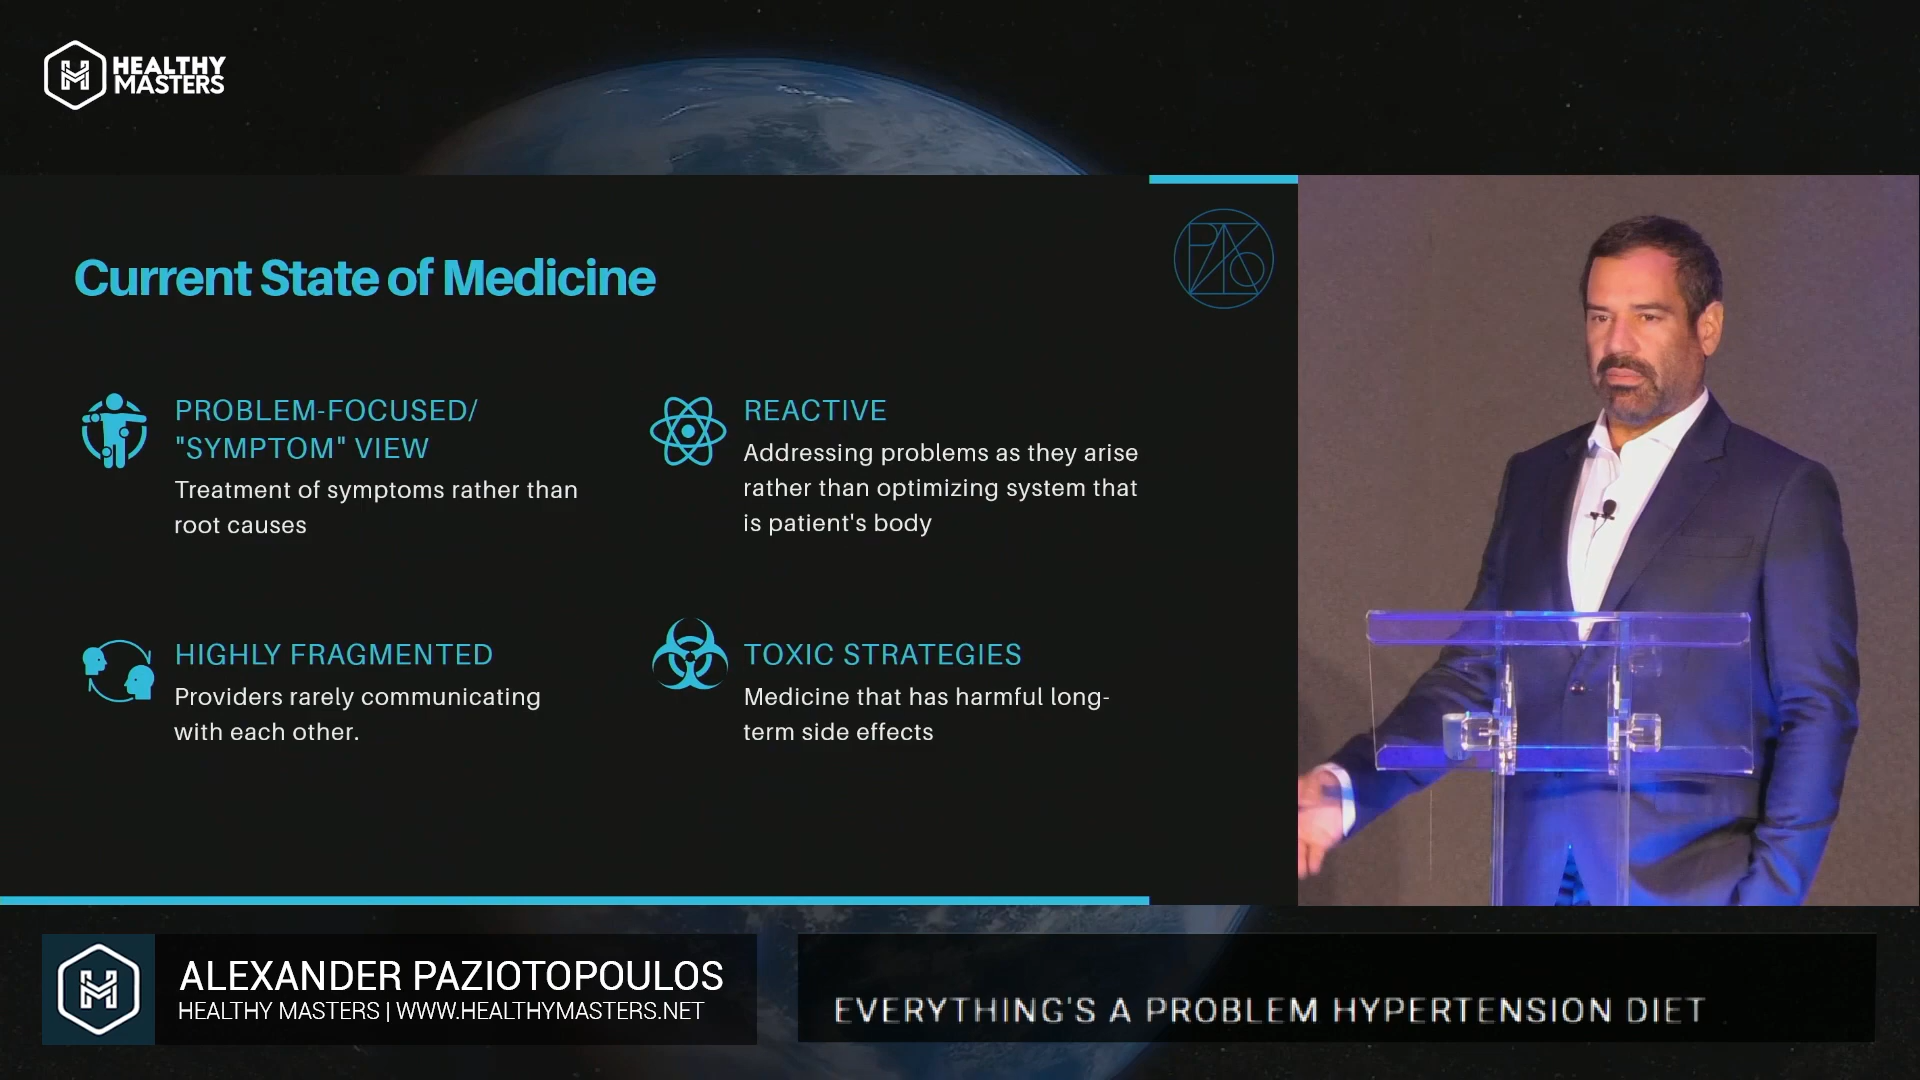 HEALTHY
MASTERS
Current State of Medicine
PROBLEM-FOCUSED/
"SYMPTOM" VIEW
Treatment of symptoms rather than
root causes
REACTIVE
Addressing problems as they arise
rather than optimizing system that
is patient's body
HIGHLY FRAGMENTED
Providers rarely communicating
with each other.
TOXIC STRATEGIES
Medicine that has harmful long-
term side effects
ALEXANDER PAZIOTOPOULOS
HEALTHY MASTERS | WWW.HEALTHYMASTERS.NET
EVERYTHING'S A PROBLEM HYPERTENSION DIET